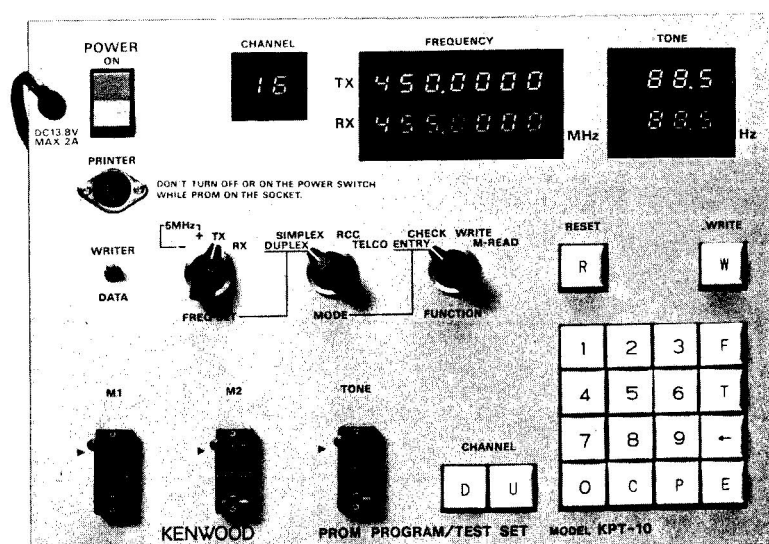 POWER
ON
CHANNEL
FREQUENCY
TONE
16
TX 450.0000
88.5
RX 455.0000
MHz
88.5
Hz
DC13.8V
MAX 2A
PRINTER
DON'T TURN OFF OR ON THE POWER SWITCH
WHILE PROM ON THE SOCKET.
5MHz
- +
TX
RX
FREQ SET
SIMPLEX
DUPLEX
RCC
TELCO
MODE
CHECK
ENTRY
WRITE
M-READ
FUNCTION
WRITER
DATA
RESET
R
WRITE
W
1 2 3 F
4 5 6 T
7 8 9 ←
0 C P E
M1
M2
TONE
CHANNEL
D U
KENWOOD PROM PROGRAM/TEST SET MODEL KPT-10